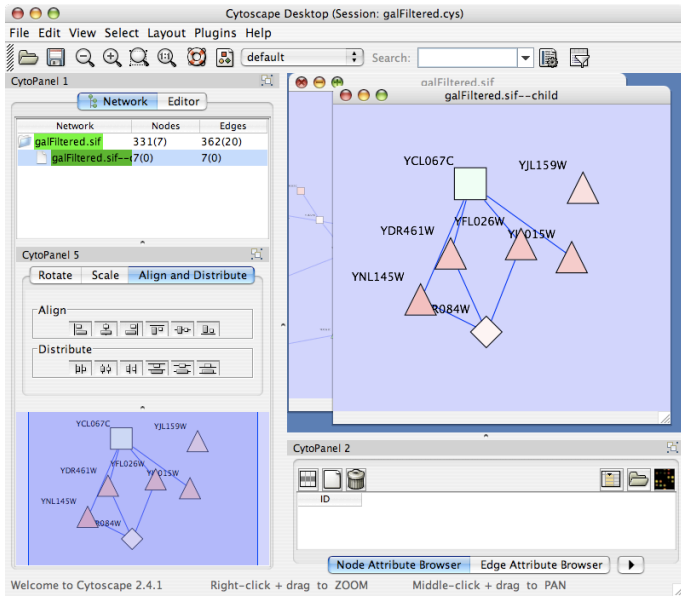 Cytoscape Desktop (Session: galFiltered.cys)
File Edit View Select Layout Plugins Help
default Search:
CytoPanel 1
Network Editor
Network Nodes Edges
galFiltered.sif 331(7) 362(20)
galFiltered.sif--c 7(0) 7(0)
CytoPanel 5
Rotate Scale Align and Distribute
Align
Distribute
YCL067C YJL159W
YDR461W YFL026W
YNL145W
R084W
galFiltered.sif
galFiltered.sif--child
YCL067C YJL159W
YDR461W YFL026W
YNL145W
R084W
CytoPanel 2
ID
Node Attribute Browser Edge Attribute Browser
Welcome to Cytoscape 2.4.1 Right-click + drag to ZOOM Middle-click + drag to PAN